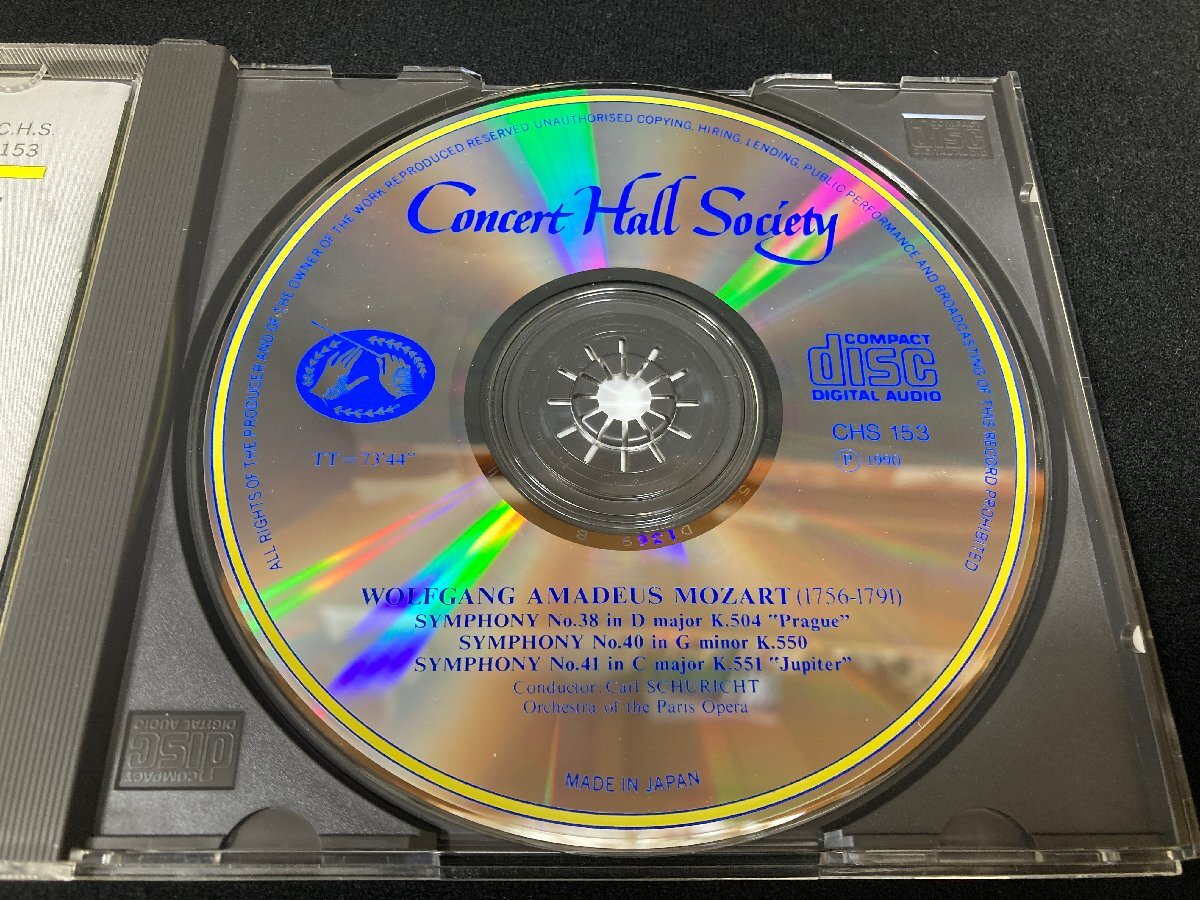 C.H.S.
153
ALL RIGHTS OF THE PRODUCER AND OF THE OWNER OF THE WORK REPRODUCED RESERVED. UNAUTHORISED COPYING, HIRING, LENDING, PUBLIC PERFORMANCE AND BROADCASTING OF THIS RECORD PROHIBITED
Concert Hall Society
COMPACT
disc
DIGITAL AUDIO
CHS 153
Ⓟ 1990
TT = 73'44"
WOLFGANG AMADEUS MOZART (1756-1791)
SYMPHONY No.38 in D major K.504 "Prague"
SYMPHONY No.40 in G minor K.550
SYMPHONY No.41 in C major K.551 "Jupiter"
Conductor: Carl SCHURICHT
Orchestra of the Paris Opera
MADE IN JAPAN
COMPACT
disc
DIGITAL AUDIO
COMPACT
disc
DIGITAL AUDIO